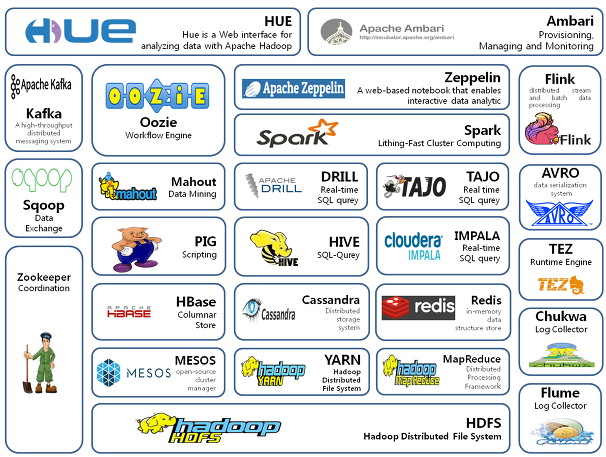 HUE
HUE
Hue is a Web interface for
analyzing data with Apache Hadoop
Apache Ambari
http://incubator.apache.org/ambari
Ambari
Provisioning,
Managing and Monitoring
Apache Kafka
Kafka
A high-throughput
distributed
messaging system
OOZIE
Oozie
Workflow Engine
Apache Zeppelin
Zeppelin
A web-based notebook that enables
interactive data analytic
Spark
Spark
Lithing-Fast Cluster Computing
Flink
distributed stream
and batch data
processing
Flink
sqoop
Sqoop
Data
Exchange
mahout
Mahout
Data Mining
APACHE
DRILL
DRILL
Real-time
SQL qurey
TAJO
TAJO
Real time
SQL qurey
AVRO
data serialization
system
AVRO
PIG
Scripting
HIVE
HIVE
SQL-Qurey
cloudera
IMPALA
IMPALA
Real-time
SQL query
TEZ
Runtime Engine
TEZ
Zookeeper
Coordination
APACHE
HBASE
HBase
Columnar
Store
Cassandra
Cassandra
Distributed
storage
system
redis
Redis
in-memory
data
structure store
Chukwa
Log Collector
chukwa
MESOS
MESOS
open-source
cluster
manager
hadoop
YARN
YARN
Hadoop
Distributed
File System
hadoop
Map Reduce
MapReduce
Distributed
Processing
Framework
Flume
Log Collector
FLUME
hadoop
HDFS
HDFS
Hadoop Distributed File System